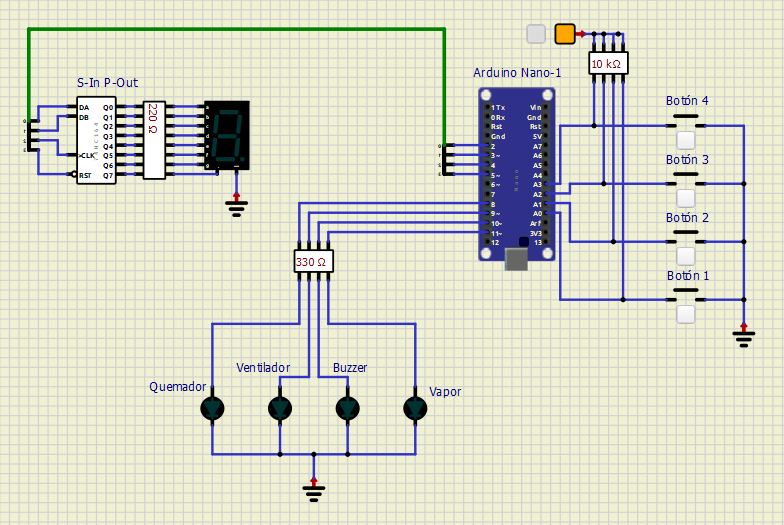 S-In P-Out
DA Q0
DB Q1
Q2
Q3
Q4
>CLK Q5
Q6
RST Q7
220 Ω
Arduino Nano-1
1 Tx Vin
0 Rx Gnd
Rst Rst
Gnd 5V
2 A7
3 ~ A6
4 A5
5 ~ A4
6 ~ A3
7 A2
8 A1
9 ~ A0
10~ Arf
11~ 3V3
12 13
10 kΩ
Botón 4
Botón 3
Botón 2
Botón 1
330 Ω
Quemador
Ventilador
Buzzer
Vapor